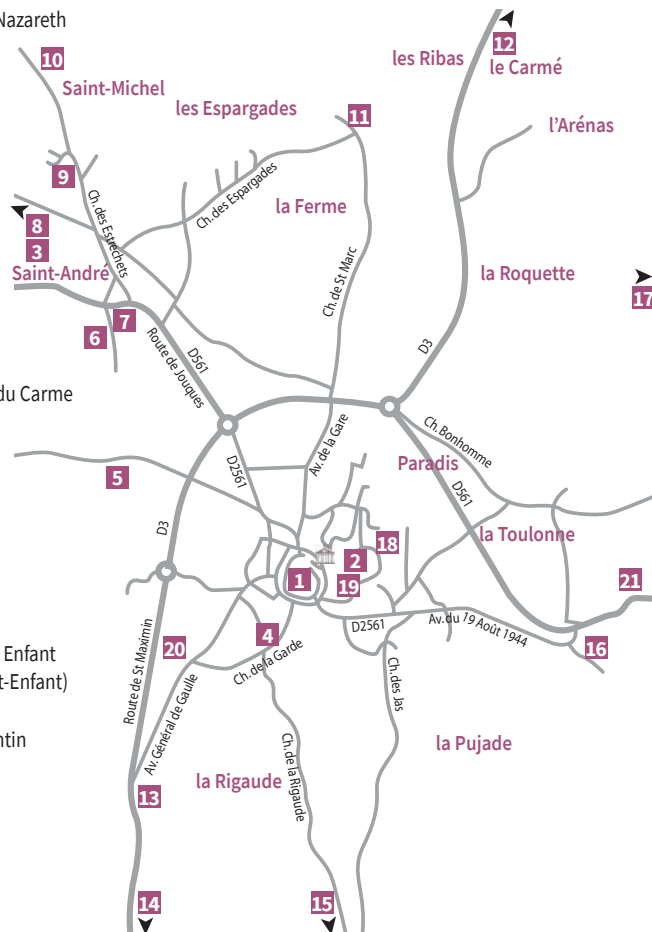 Nazareth
10
Saint-Michel
les Ribas
12
le Carmé
les Espargades
11
l'Arénas
9
Ch. des Estrechets
Ch. des Espargades
la Ferme
8
3
Saint-André
Ch. de St Marc
la Roquette
17
7
6
Route de Jouques
D561
D3
du Carme
D2561
Av. de la Gare
Ch. Bonhomme
Paradis
D561
5
D3
la Toulonne
18
2
1
19
21
D2561
Av. du 19 Août 1944
16
4
20
Ch. de la Garde
Enfant
t-Enfant)
Route de St Maximin
Av. Général de Gaulle
Ch. des Jas
ntin
la Pujade
la Rigaude
Ch. de la Rigaude
13
14
15